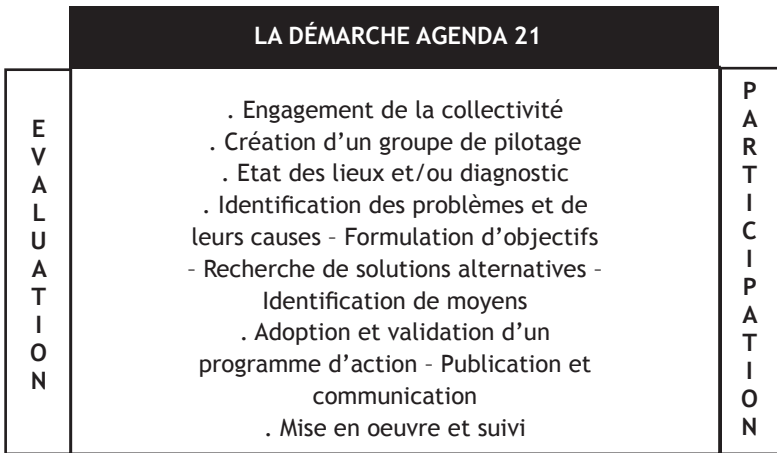 LA DÉMARCHE AGENDA 21
EVALUATION
. Engagement de la collectivité
. Création d’un groupe de pilotage
. Etat des lieux et/ou diagnostic
. Identification des problèmes et de
leurs causes – Formulation d’objectifs
– Recherche de solutions alternatives –
Identification de moyens
. Adoption et validation d’un
programme d’action – Publication et
communication
. Mise en oeuvre et suivi
PARTICIPATION